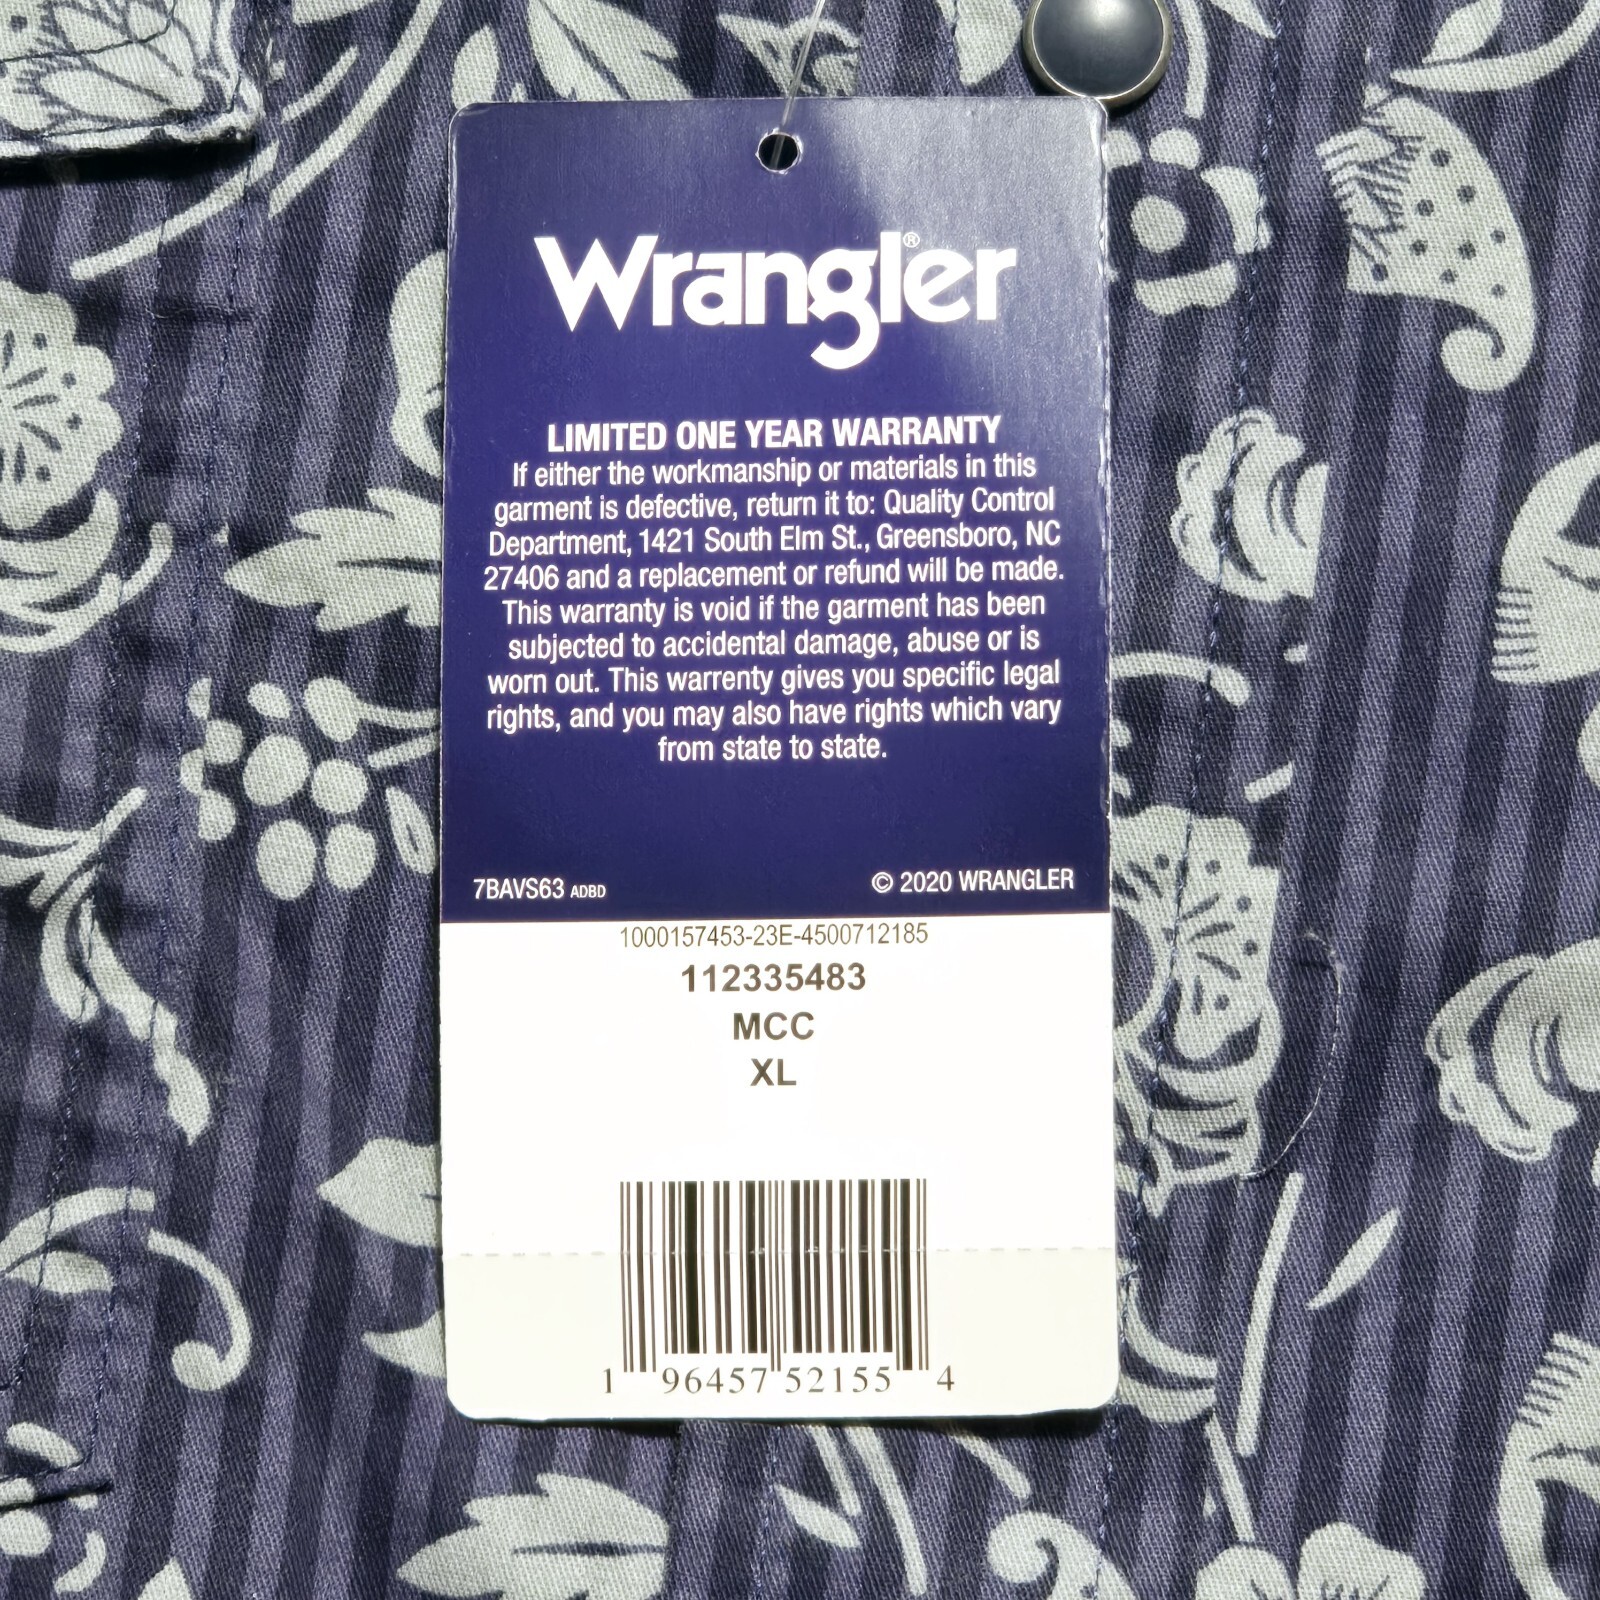 Wrangler®
LIMITED ONE YEAR WARRANTY
If either the workmanship or materials in this
garment is defective, return it to: Quality Control
Department, 1421 South Elm St., Greensboro, NC
27406 and a replacement or refund will be made.
This warranty is void if the garment has been
subjected to accidental damage, abuse or is
worn out. This warrenty gives you specific legal
rights, and you may also have rights which vary
from state to state.
7BAVS63 ADBD © 2020 WRANGLER
1000157453-23E-4500712185
112335483
MCC
XL
1 96457 52155 4